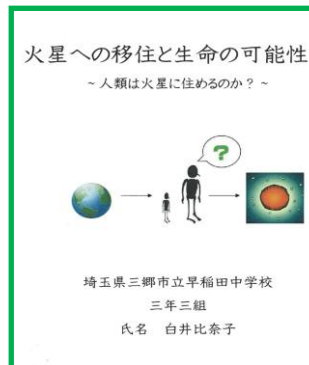 火星への移住と生命の可能性
～人類は火星に住めるのか？～
?
埼玉県三郷市立早稲田中学校
三年三組
氏名　白井比奈子